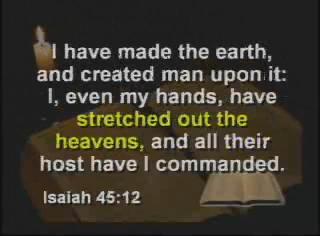 I have made the earth,
and created man upon it:
I, even my hands, have
stretched out the
heavens, and all their
host have I commanded.
Isaiah 45:12